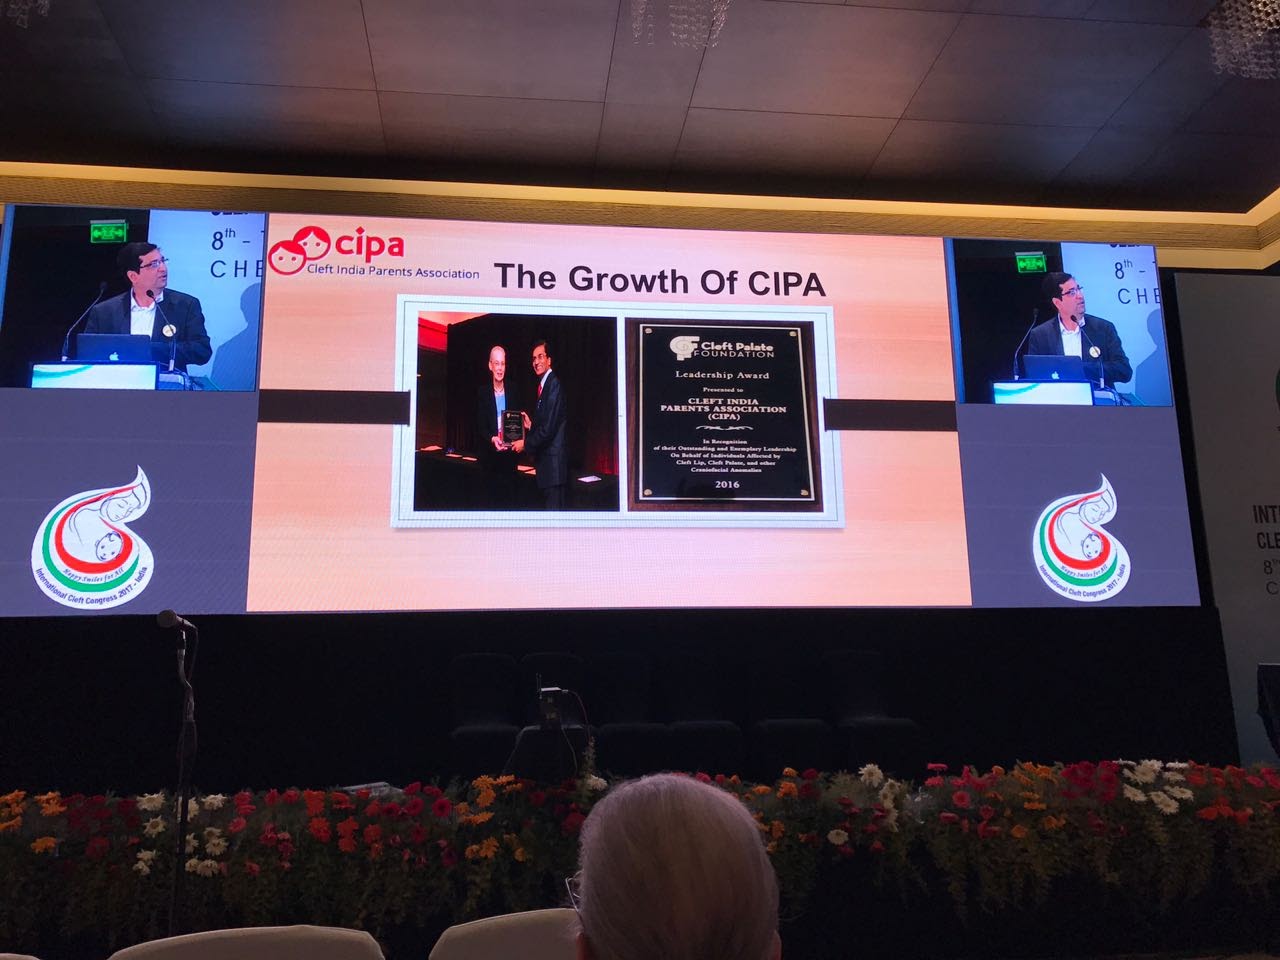 8th -
CHE
cipa
Cleft India Parents Association
The Growth Of CIPA
Cleft Palate
FOUNDATION
Leadership Award
Presented to
CLEFT INDIA
PARENTS ASSOCIATION
(CIPA)
In Recognition
of their Outstanding and Exemplary Leadership
On Behalf of Individuals Affected by
Cleft Lip, Cleft Palate, and other
Craniofacial Anomalies
2016
8th -
CHE
Happy Smiles for All
International Cleft Congress 2017 - India
Happy Smiles for All
International Cleft Congress 2017 - India
INT
CLE
8th